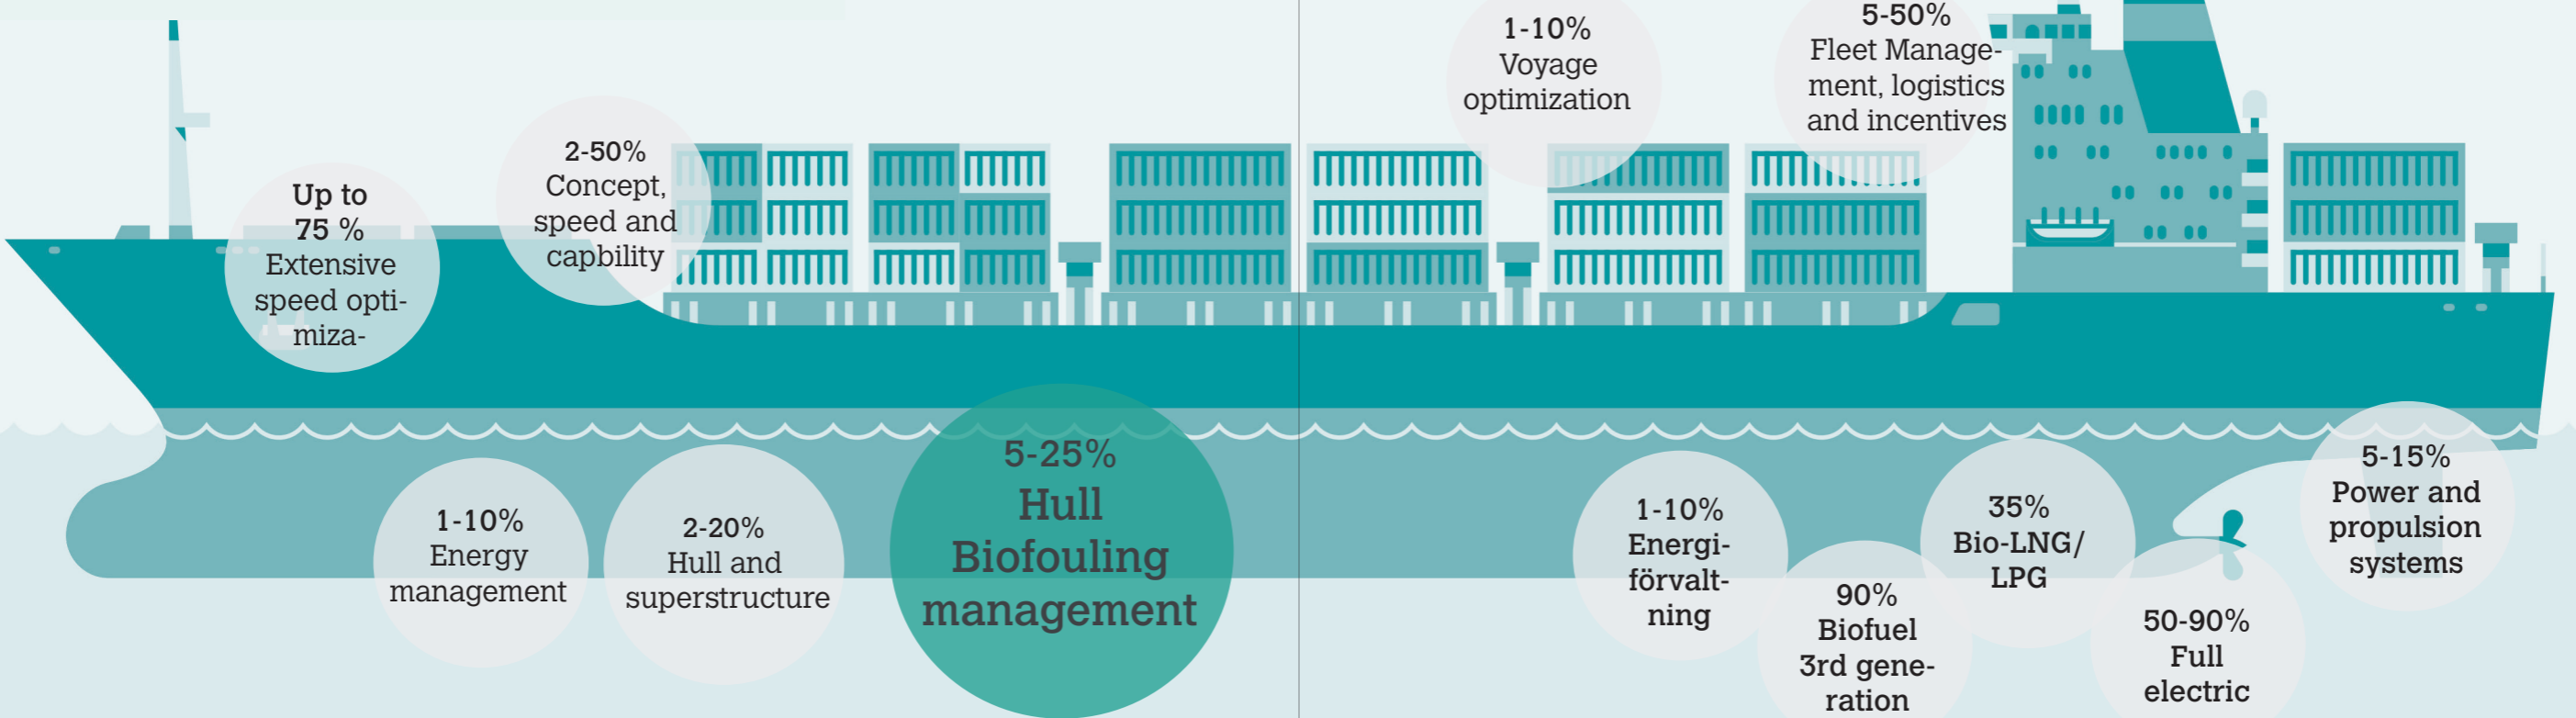 Up to
75 %
Extensive
speed opti-
miza-
2-50%
Concept,
speed and
capbility
1-10%
Voyage
optimization
5-50%
Fleet Manage-
ment, logistics
and incentives
1-10%
Energy
management
2-20%
Hull and
superstructure
5-25%
Hull
Biofouling
management
1-10%
Energi-
förvalt-
ning
90%
Biofuel
3rd gene-
ration
35%
Bio-LNG/
LPG
50-90%
Full
electric
5-15%
Power and
propulsion
systems